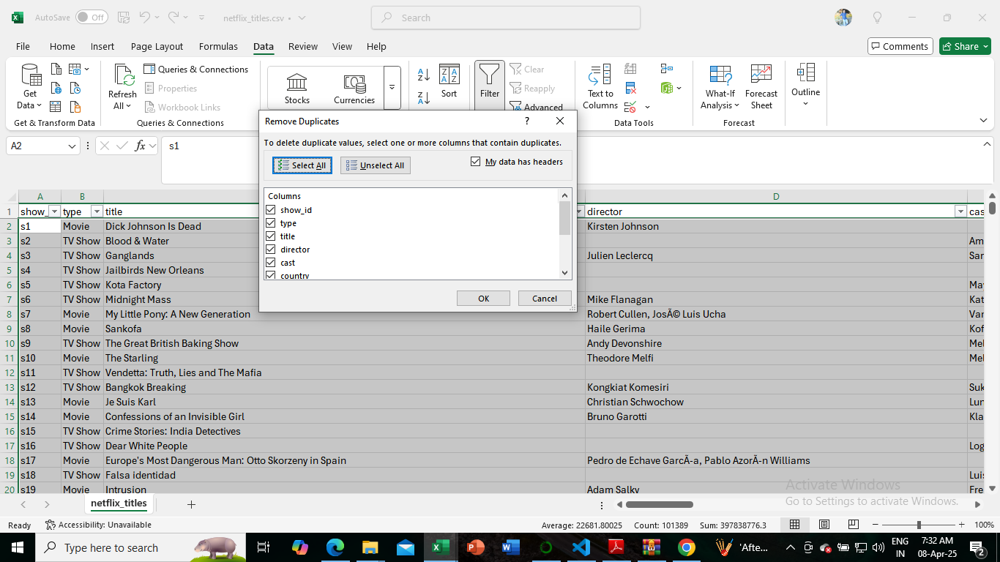 AutoSave Off netflix_titles.csv • Search
File Home Insert Page Layout Formulas Data Review View Help Comments Share
Get Data
Get & Transform Data
Refresh All
Queries & Connections
Properties
Workbook Links
Queries & Connections
Stocks
Currencies
Sort
Filter
Clear
Reapply
Advanced
Text to Columns
Data Tools
What-If Analysis
Forecast Sheet
Forecast
Outline
A2 fx s1
Remove Duplicates ?
To delete duplicate values, select one or more columns that contain duplicates.
Select All Unselect All My data has headers
Columns
show_id
type
title
director
cast
country
OK Cancel
A B D
1 show_ type title director cas
2 s1 Movie Dick Johnson Is Dead Kirsten Johnson
3 s2 TV Show Blood & Water Am
4 s3 TV Show Ganglands Julien Leclercq Sar
5 s4 TV Show Jailbirds New Orleans
6 s5 TV Show Kota Factory May
7 s6 TV Show Midnight Mass Mike Flanagan Kat
8 s7 Movie My Little Pony: A New Generation Robert Cullen, JosÃ© Luis Ucha Van
9 s8 Movie Sankofa Haile Gerima Kof
10 s9 TV Show The Great British Baking Show Andy Devonshire Mel
11 s10 Movie The Starling Theodore Melfi Mel
12 s11 TV Show Vendetta: Truth, Lies and The Mafia
13 s12 TV Show Bangkok Breaking Kongkiat Komesiri Suk
14 s13 Movie Je Suis Karl Christian Schwochow Lun
15 s14 Movie Confessions of an Invisible Girl Bruno Garotti Kla
16 s15 TV Show Crime Stories: India Detectives
17 s16 TV Show Dear White People Log
18 s17 Movie Europe's Most Dangerous Man: Otto Skorzeny in Spain Pedro de Echave GarcÃ-a, Pablo AzorÃ-n Williams
19 s18 TV Show Falsa identidad Luis
20 s19 Movie Intrusion Adam Salky Fre
Activate Windows
Go to Settings to activate Windows.
netflix_titles
Ready Accessibility: Unavailable Average: 22681.80025 Count: 101389 Sum: 397838776.3 100%
Type here to search 'Afte... ENG IN 7:32 AM 08-Apr-25 2